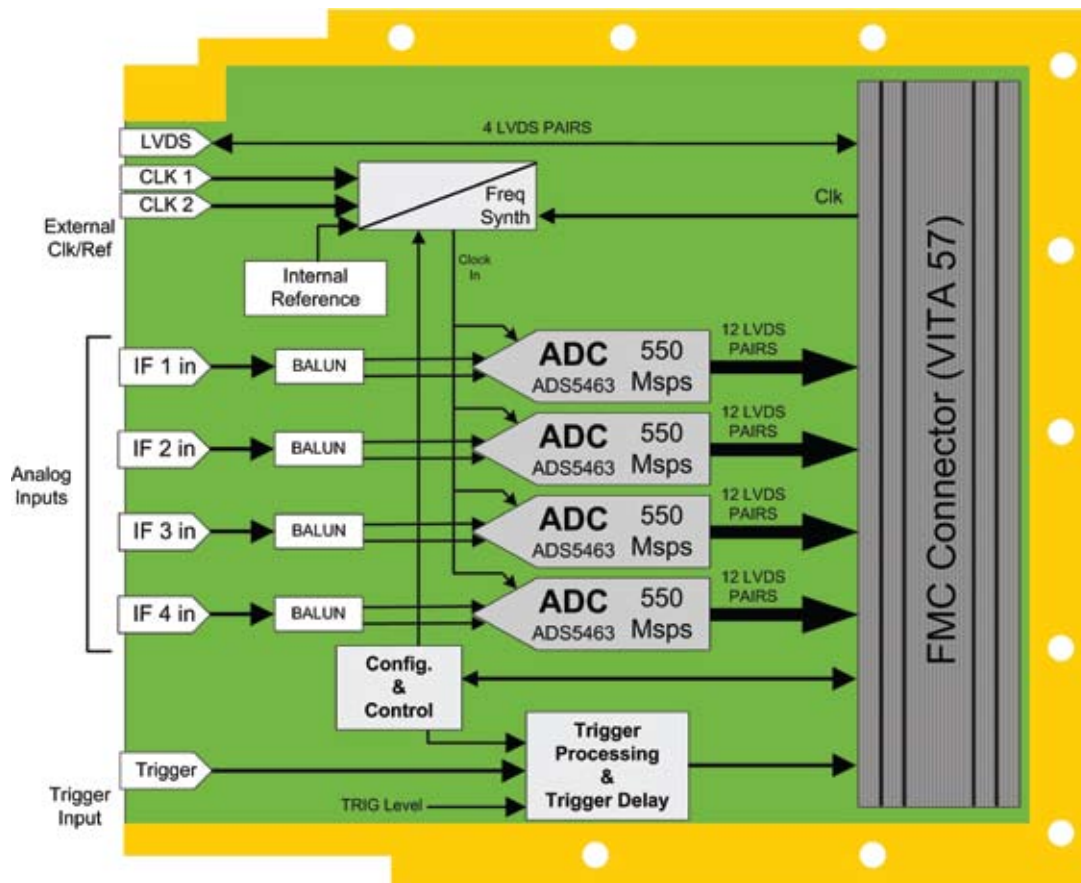 LVDS
4 LVDS PAIRS
CLK 1
CLK 2
External
Clk/Ref
Freq
Synth
Clk
Internal
Reference
Clock
In
Analog
Inputs
IF 1 in
BALUN
ADC 550
ADS5463 Msps
12 LVDS
PAIRS
IF 2 in
BALUN
ADC 550
ADS5463 Msps
12 LVDS
PAIRS
IF 3 in
BALUN
ADC 550
ADS5463 Msps
12 LVDS
PAIRS
IF 4 in
BALUN
ADC 550
ADS5463 Msps
12 LVDS
PAIRS
Config.
&
Control
Trigger
Trigger
Input
TRIG Level
Trigger
Processing
&
Trigger Delay
FMC Connector (VITA 57)